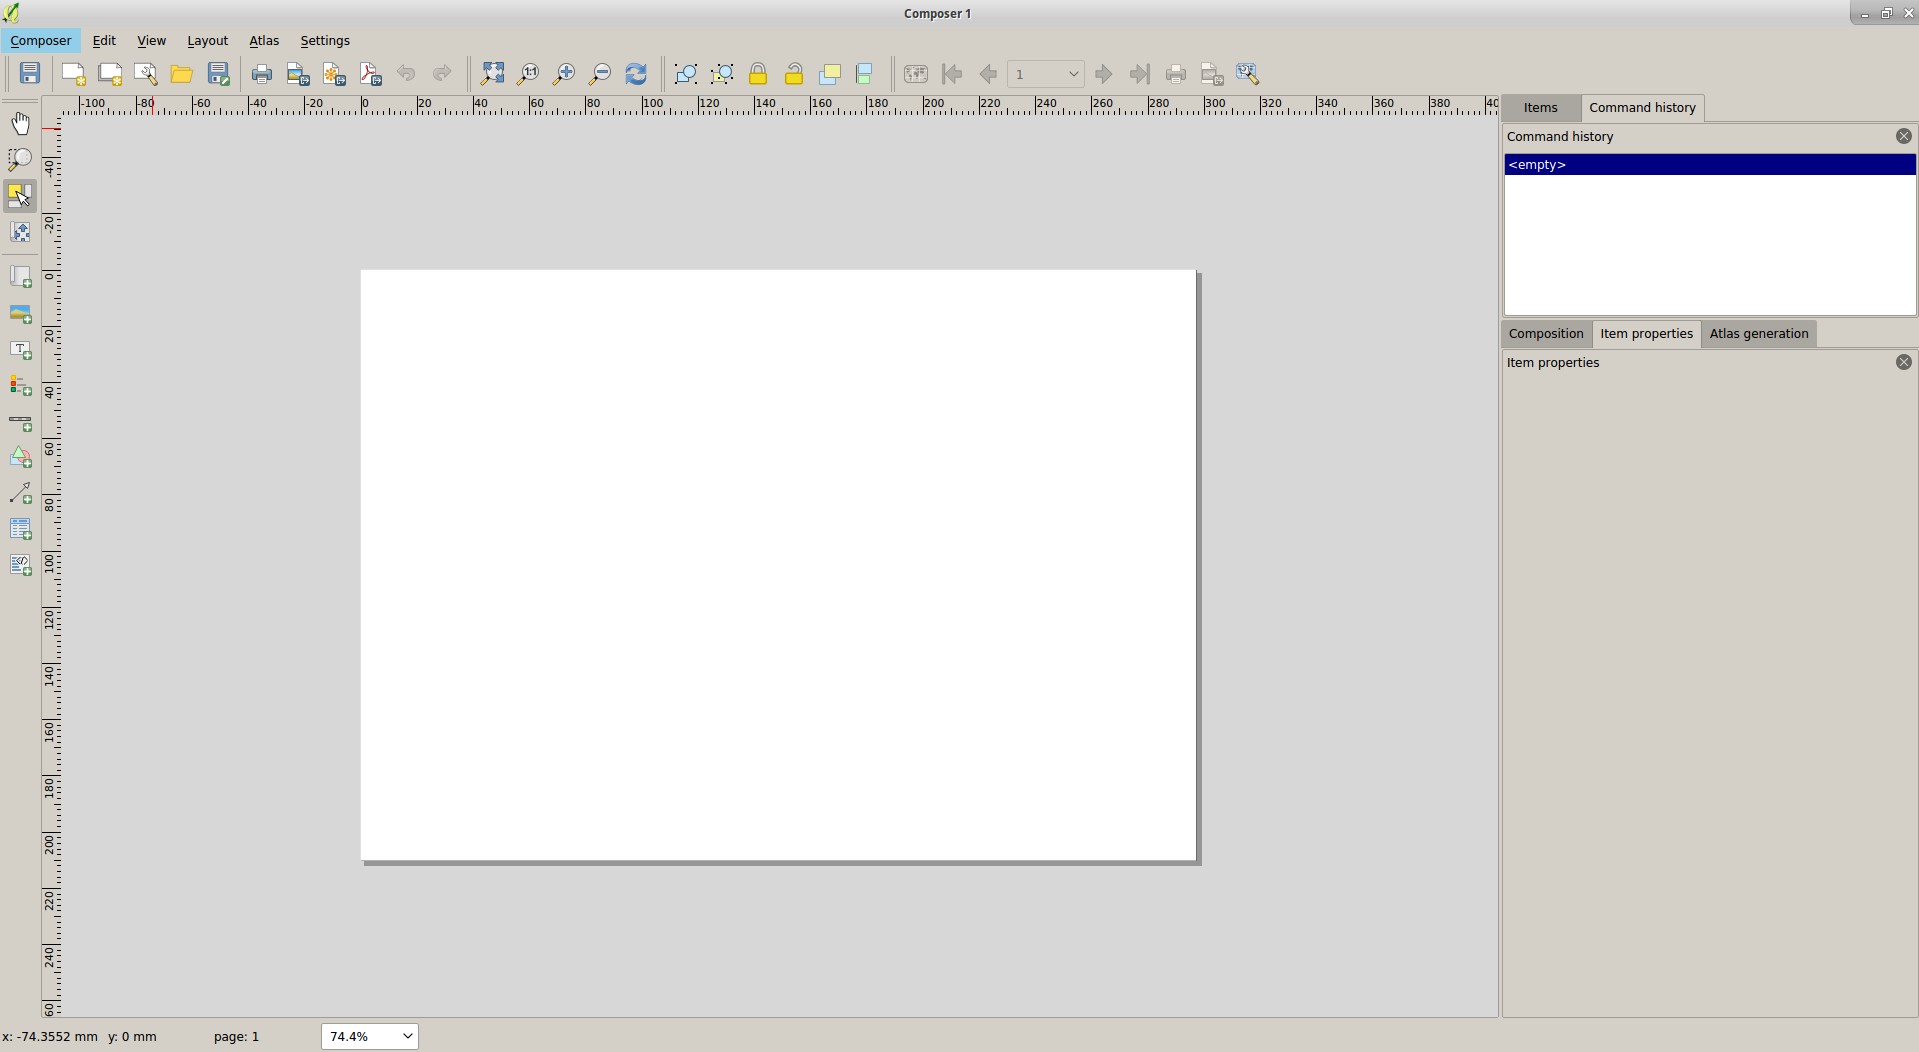 Composer 1
Composer Edit View Layout Atlas Settings
1:1 1
-100 -80 -60 -40 -20 0 20 40 60 80 100 120 140 160 180 200 220 240 260 280 300 320 340 360 380 40
Items Command history
Command history
<empty>
Composition Item properties Atlas generation
Item properties
-40
-20
0
20
40
60
80
100
120
140
160
180
200
220
240
60
T
x: -74.3552 mm y: 0 mm page: 1 74.4%